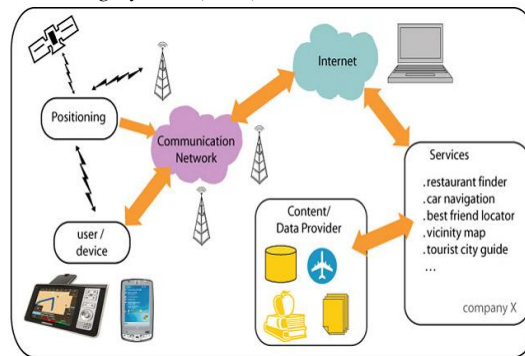 Internet
Positioning
Communication
Network
Services
.restaurant finder
.car navigation
.best friend locator
.vicinity map
.tourist city guide
...
company X
user /
device
Content/
Data Provider